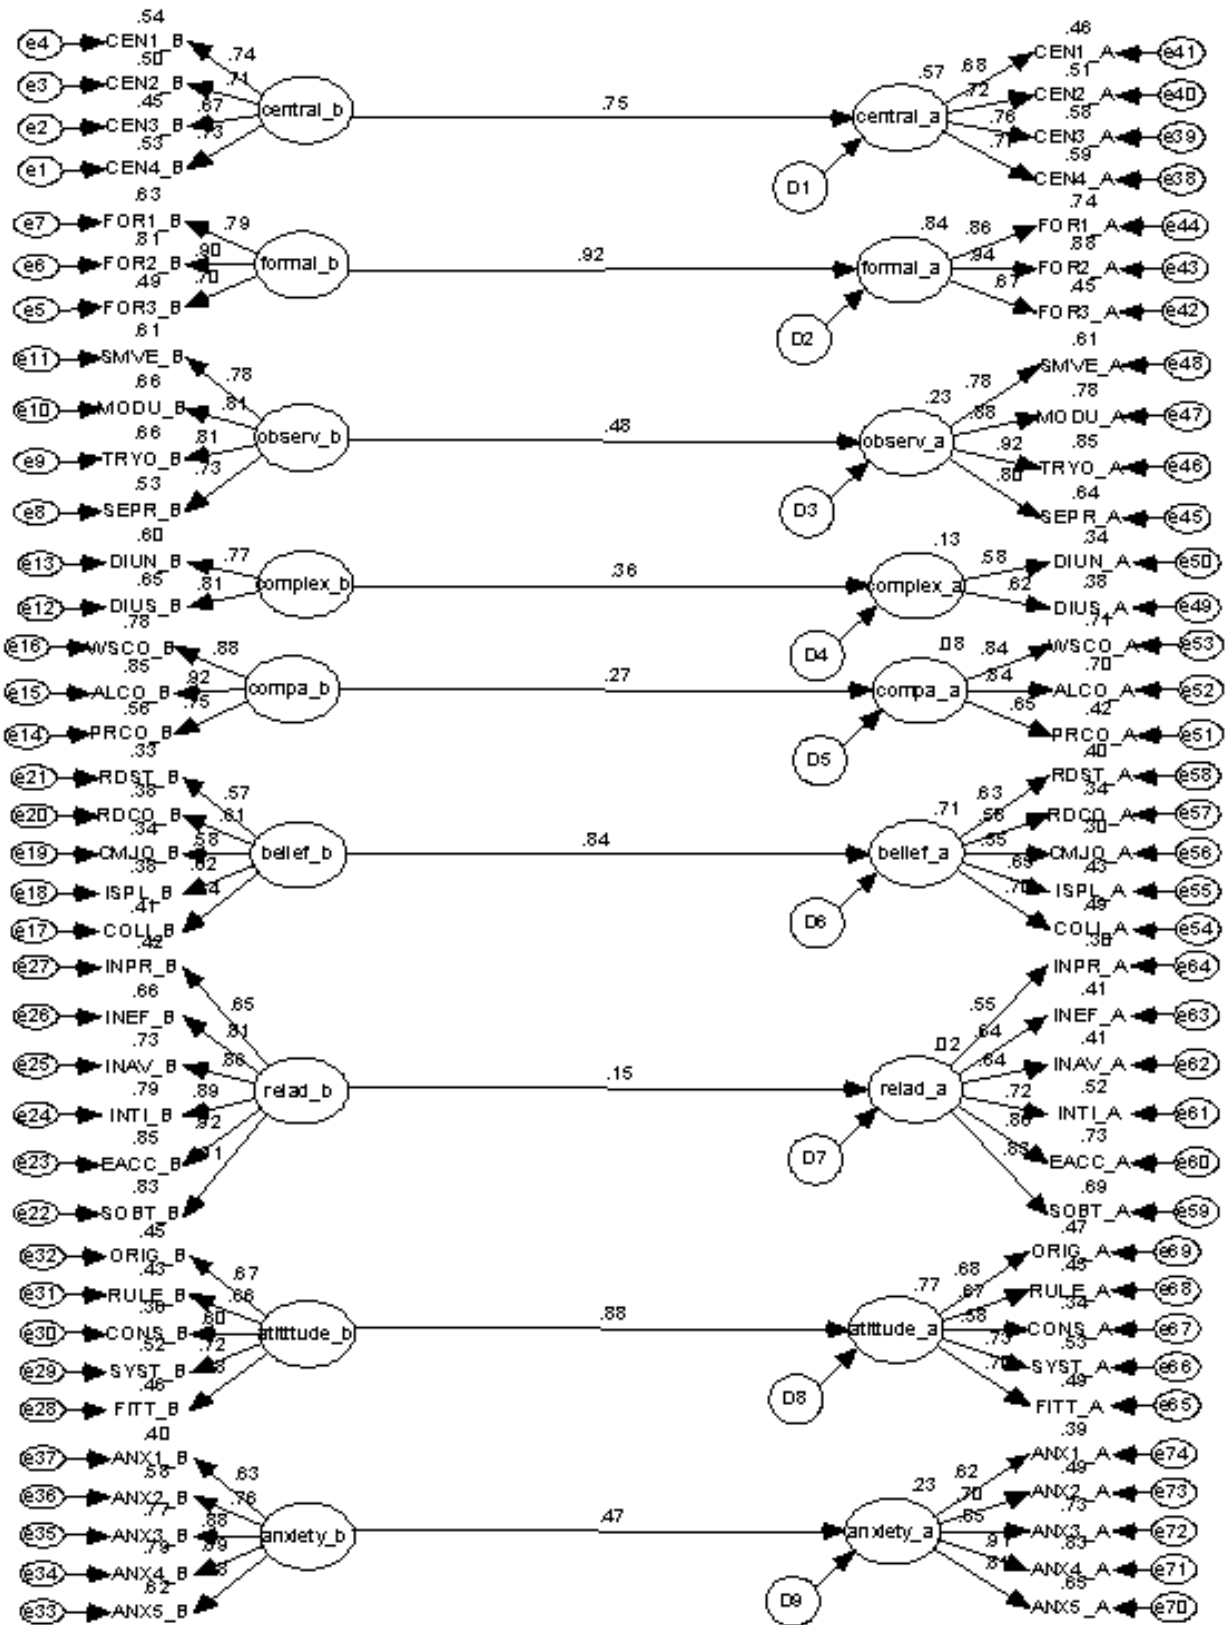 .54 .46
e4 CEN1_B .74 .57 .68 CEN1_A e41
.50 .51
e3 CEN2_B .71 central_b .75 central_a .72 CEN2_A e40
.45 .58
e2 CEN3_B .67 .76 CEN3_A e39
.53 .59
e1 CEN4_B .73 D1 .77 CEN4_A e38
.63 .74
e7 FOR1_B .79 .84 .86 FOR1_A e44
.81 .88
e6 FOR2_B .90 formal_b .92 formal_a .94 FOR2_A e43
.49 .45
e5 FOR3_B .70 D2 .67 FOR3_A e42
.61 .61
e11 SMVE_B .78 .23 .78 SMVE_A e48
.66 .78
e10 MODU_B .81 observ_b .48 observ_a .88 MODU_A e47
.66 .85
e9 TRYO_B .81 .92 TRYO_A e46
.53 .64
e8 SEPR_B .73 D3 .80 SEPR_A e45
.60 .34
e13 DIUN_B .77 .13 .58 DIUN_A e50
.65 complex_b .36 complex_a .38
e12 DIUS_B .81 D4 .62 DIUS_A e49
.78 .71
e16 WSCO_B .88 .08 .84 WSCO_A e53
.85 .70
e15 ALCO_B .92 compa_b .27 compa_a .84 ALCO_A e52
.56 .42
e14 PRCO_B .75 D5 .65 PRCO_A e51
.33 .40
e21 RDST_B .57 .71 .63 RDST_A e58
.38 .34
e20 RDCO_B .61 .58 RDCO_A e57
.34 .30
e19 CMJO_B .58 belief_b .84 belief_a .55 CMJO_A e56
.38 .43
e18 ISPL_B .62 .65 ISPL_A e55
.41 .49
e17 COLL_B D6 .70 COLL_A e54
.42
e27 INPR_B .65 .55 INPR_A e64
.66 .41
e26 INEF_B .81 .02 .64 INEF_A e63
.73 .41
e25 INAV_B .86 relad_b .15 relad_a .64 INAV_A e62
.79 .52
e24 INTI_B .89 .72 INTI_A e61
.85 .73
e23 EACC_B .92 D7 .86 EACC_A e60
.83 .69
e22 SOBT_B .83 SOBT_A e59
.45 .47
e32 ORIG_B .67 .77 .68 ORIG_A e69
.43 .45
e31 RULE_B .66 .67 RULE_A e68
.34
e30 CONS_B .60 atittude_b .88 atittude_a .58 CONS_A e67
.52 .53
e29 SYST_B .72 .73 SYST_A e66
.46 .49
e28 FITT_B D8 .70 FITT_A e65
.40 .39
e37 ANX1_B .63 .23 .62 ANX1_A e74
.58 .49
e36 ANX2_B .76 .70 ANX2_A e73
.77 .73
e35 ANX3_B .88 anxiety_b .47 anxiety_a .85 ANX3_A e72
.79 .83
e34 ANX4_B .89 .91 ANX4_A e71
.62 .65
e33 ANX5_B D9 .81 ANX5_A e70